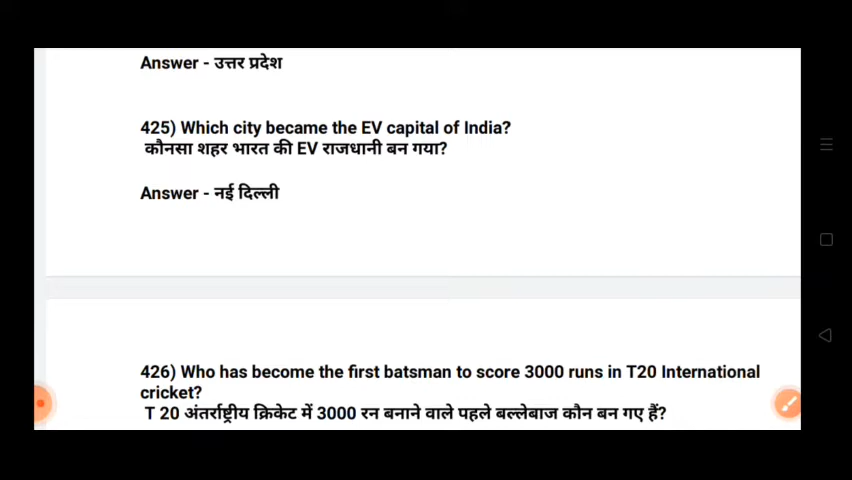 Answer - उत्तर प्रदेश
425) Which city became the EV capital of India?
कौनसा शहर भारत की EV राजधानी बन गया?
Answer - नई दिल्ली
426) Who has become the first batsman to score 3000 runs in T20 International
cricket?
T 20 अंतर्राष्ट्रीय क्रिकेट में 3000 रन बनाने वाले पहले बल्लेबाज कौन बन गए हैं?